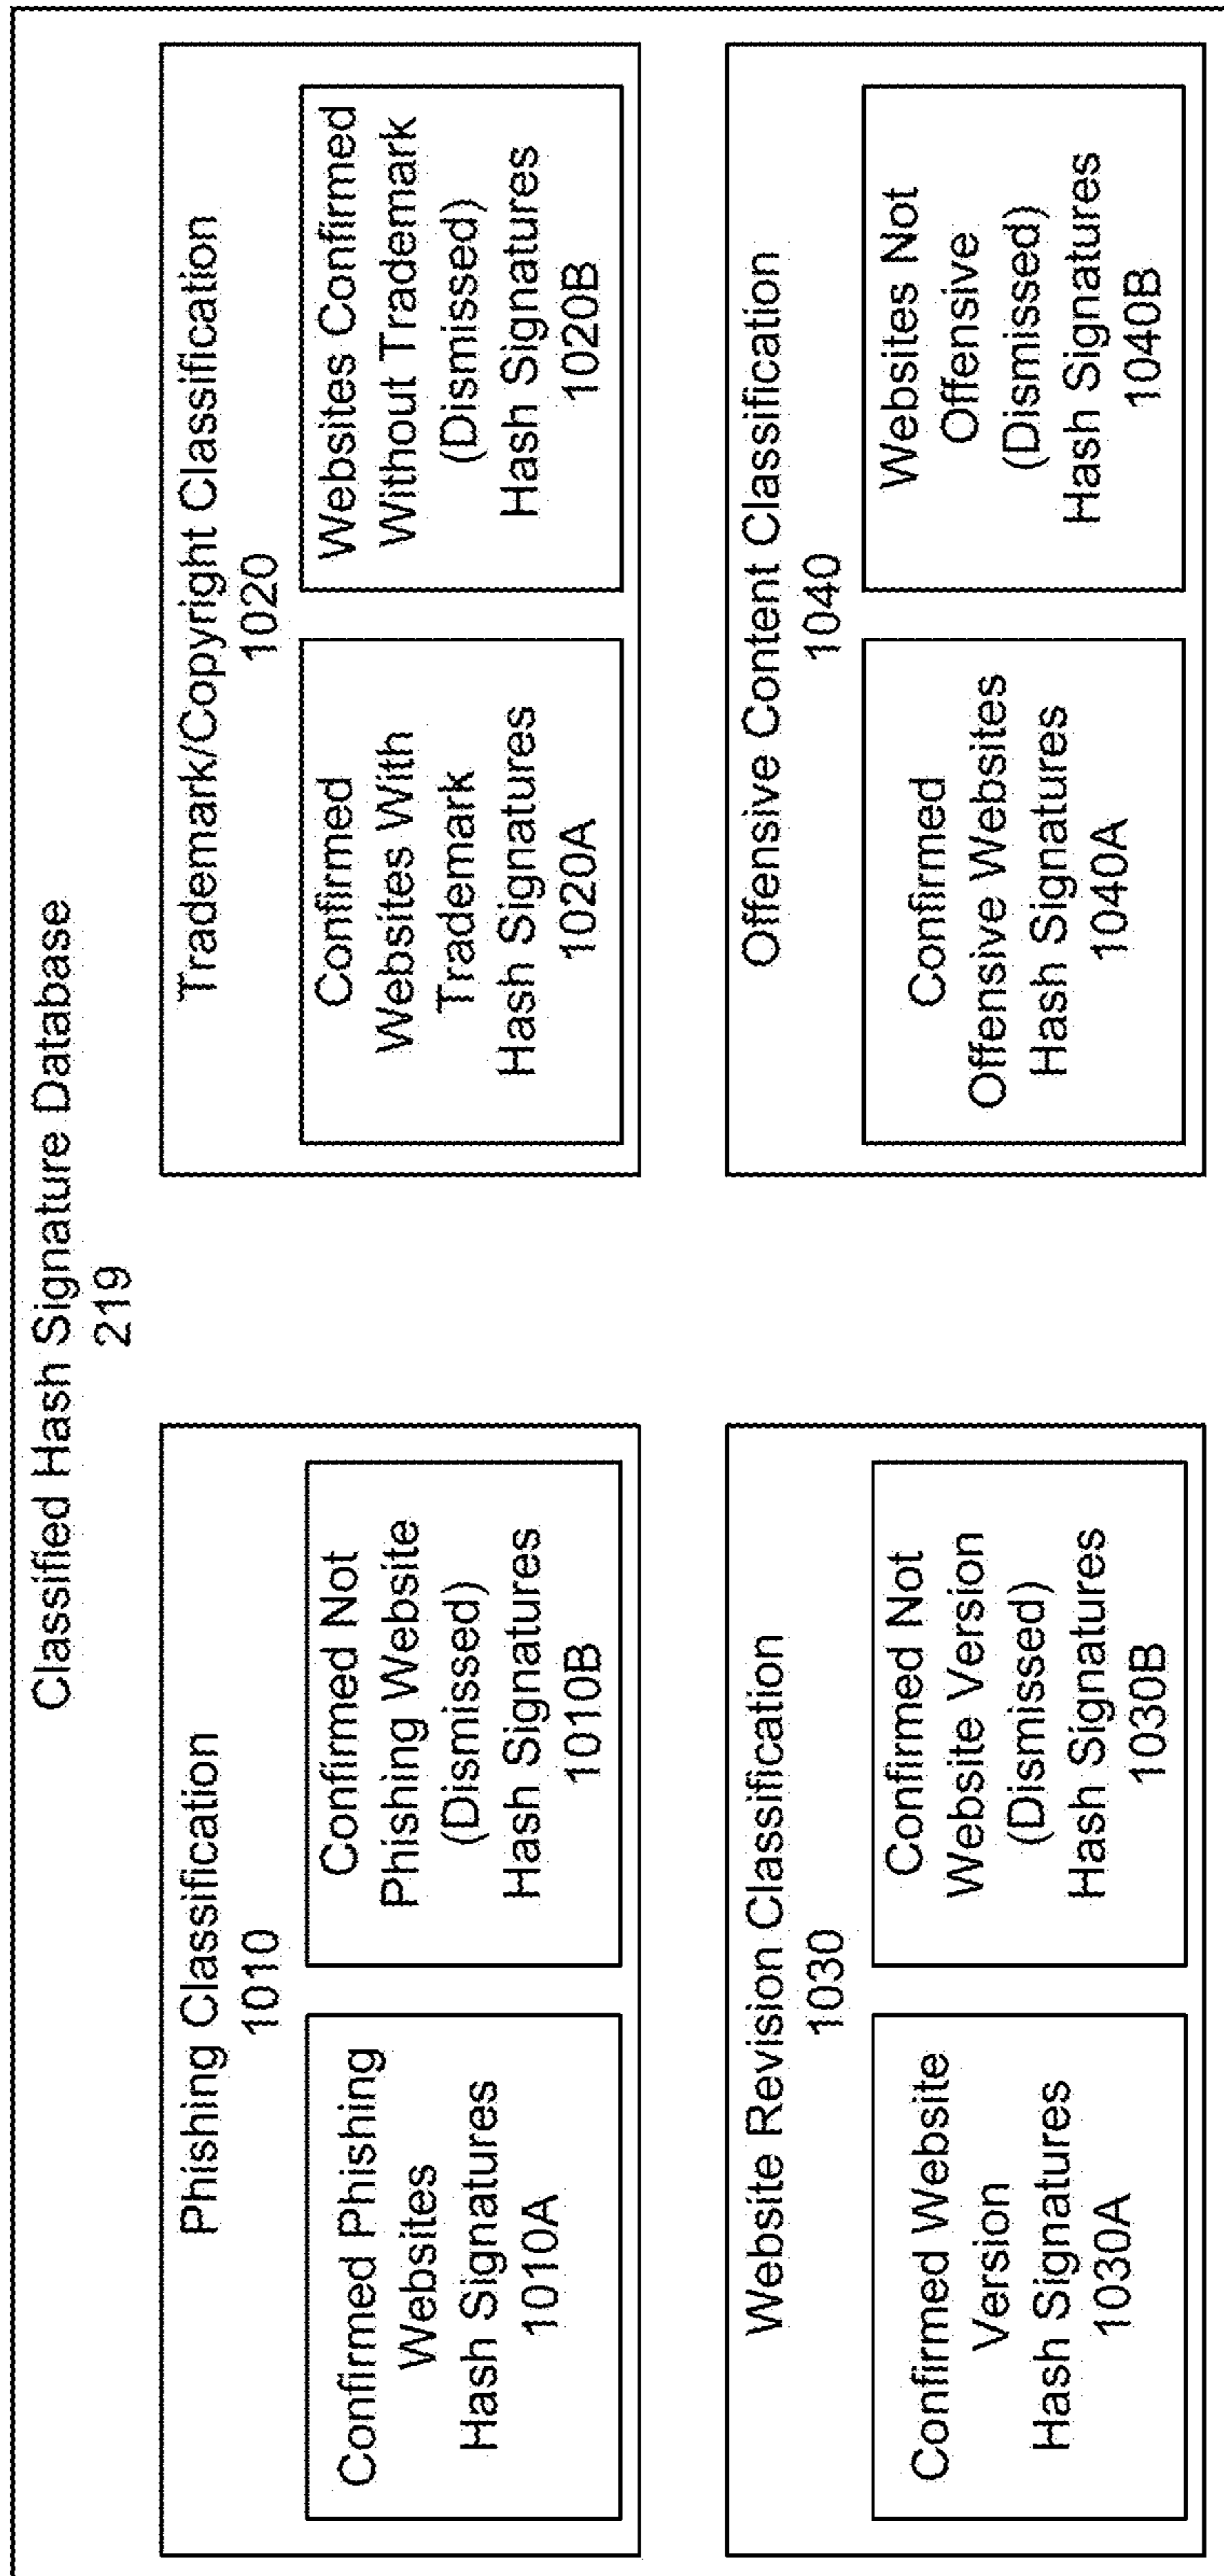 Classified Hash Signature Database
219
Phishing Classification
1010
Confirmed Phishing
Websites
Hash Signatures
1010A
Confirmed Not
Phishing Website
(Dismissed)
Hash Signatures
1010B
Trademark/Copyright Classification
1020
Confirmed
Websites With
Trademark
Hash Signatures
1020A
Websites Confirmed
Without Trademark
(Dismissed)
Hash Signatures
1020B
Website Revision Classification
1030
Confirmed Website
Version
Hash Signatures
1030A
Confirmed Not
Website Version
(Dismissed)
Hash Signatures
1030B
Offensive Content Classification
1040
Confirmed
Offensive Websites
Hash Signatures
1040A
Websites Not
Offensive
(Dismissed)
Hash Signatures
1040B